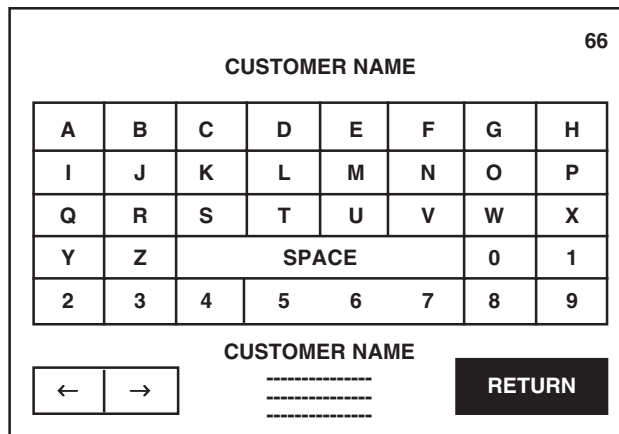 66
CUSTOMER NAME
A B C D E F G H
I J K L M N O P
Q R S T U V W X
Y Z SPACE 0 1
2 3 4 5 6 7 8 9
CUSTOMER NAME
← → --------------- RETURN
---------------
---------------